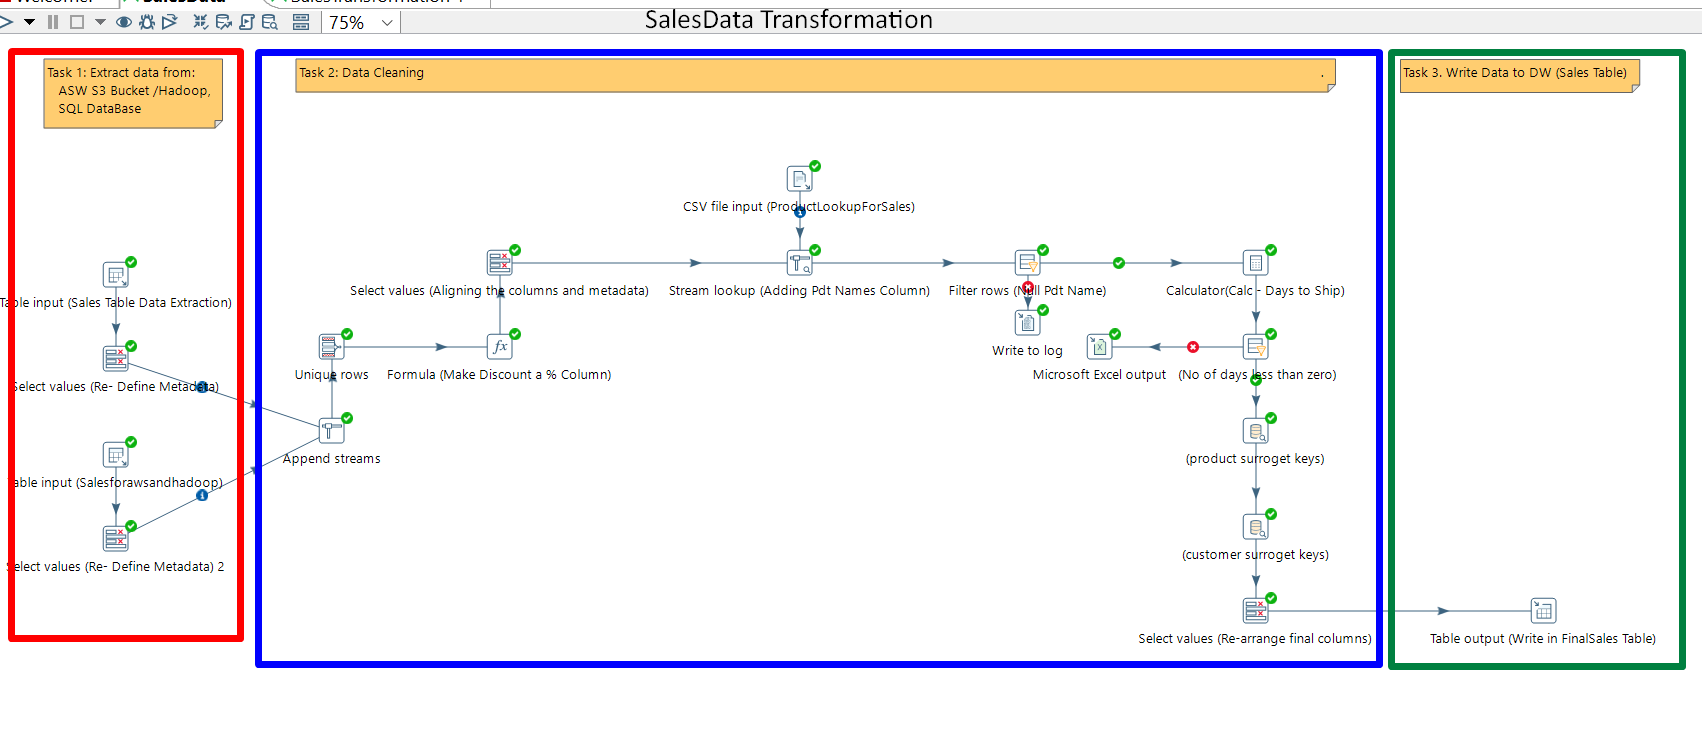 SalesData Transformation
75%
Task 1: Extract data from:
ASW S3 Bucket /Hadoop,
SQL DataBase
Task 2: Data Cleaning .
Task 3. Write Data to DW (Sales Table)
CSV file input (ProductLookupForSales)
Table input (Sales Table Data Extraction)
Select values (Aligning the columns and metadata)
Stream lookup (Adding Pdt Names Column)
Filter rows (Null Pdt Name)
Calculator(Calc - Days to Ship)
Write to log
Select values (Re- Define Metadata)
Unique rows
Formula (Make Discount a % Column)
Microsoft Excel output
(No of days less than zero)
Append streams
(product surroget keys)
Table input (Salesforawsandhadoop)
(customer surroget keys)
Select values (Re- Define Metadata) 2
Select values (Re-arrange final columns)
Table output (Write in FinalSales Table)